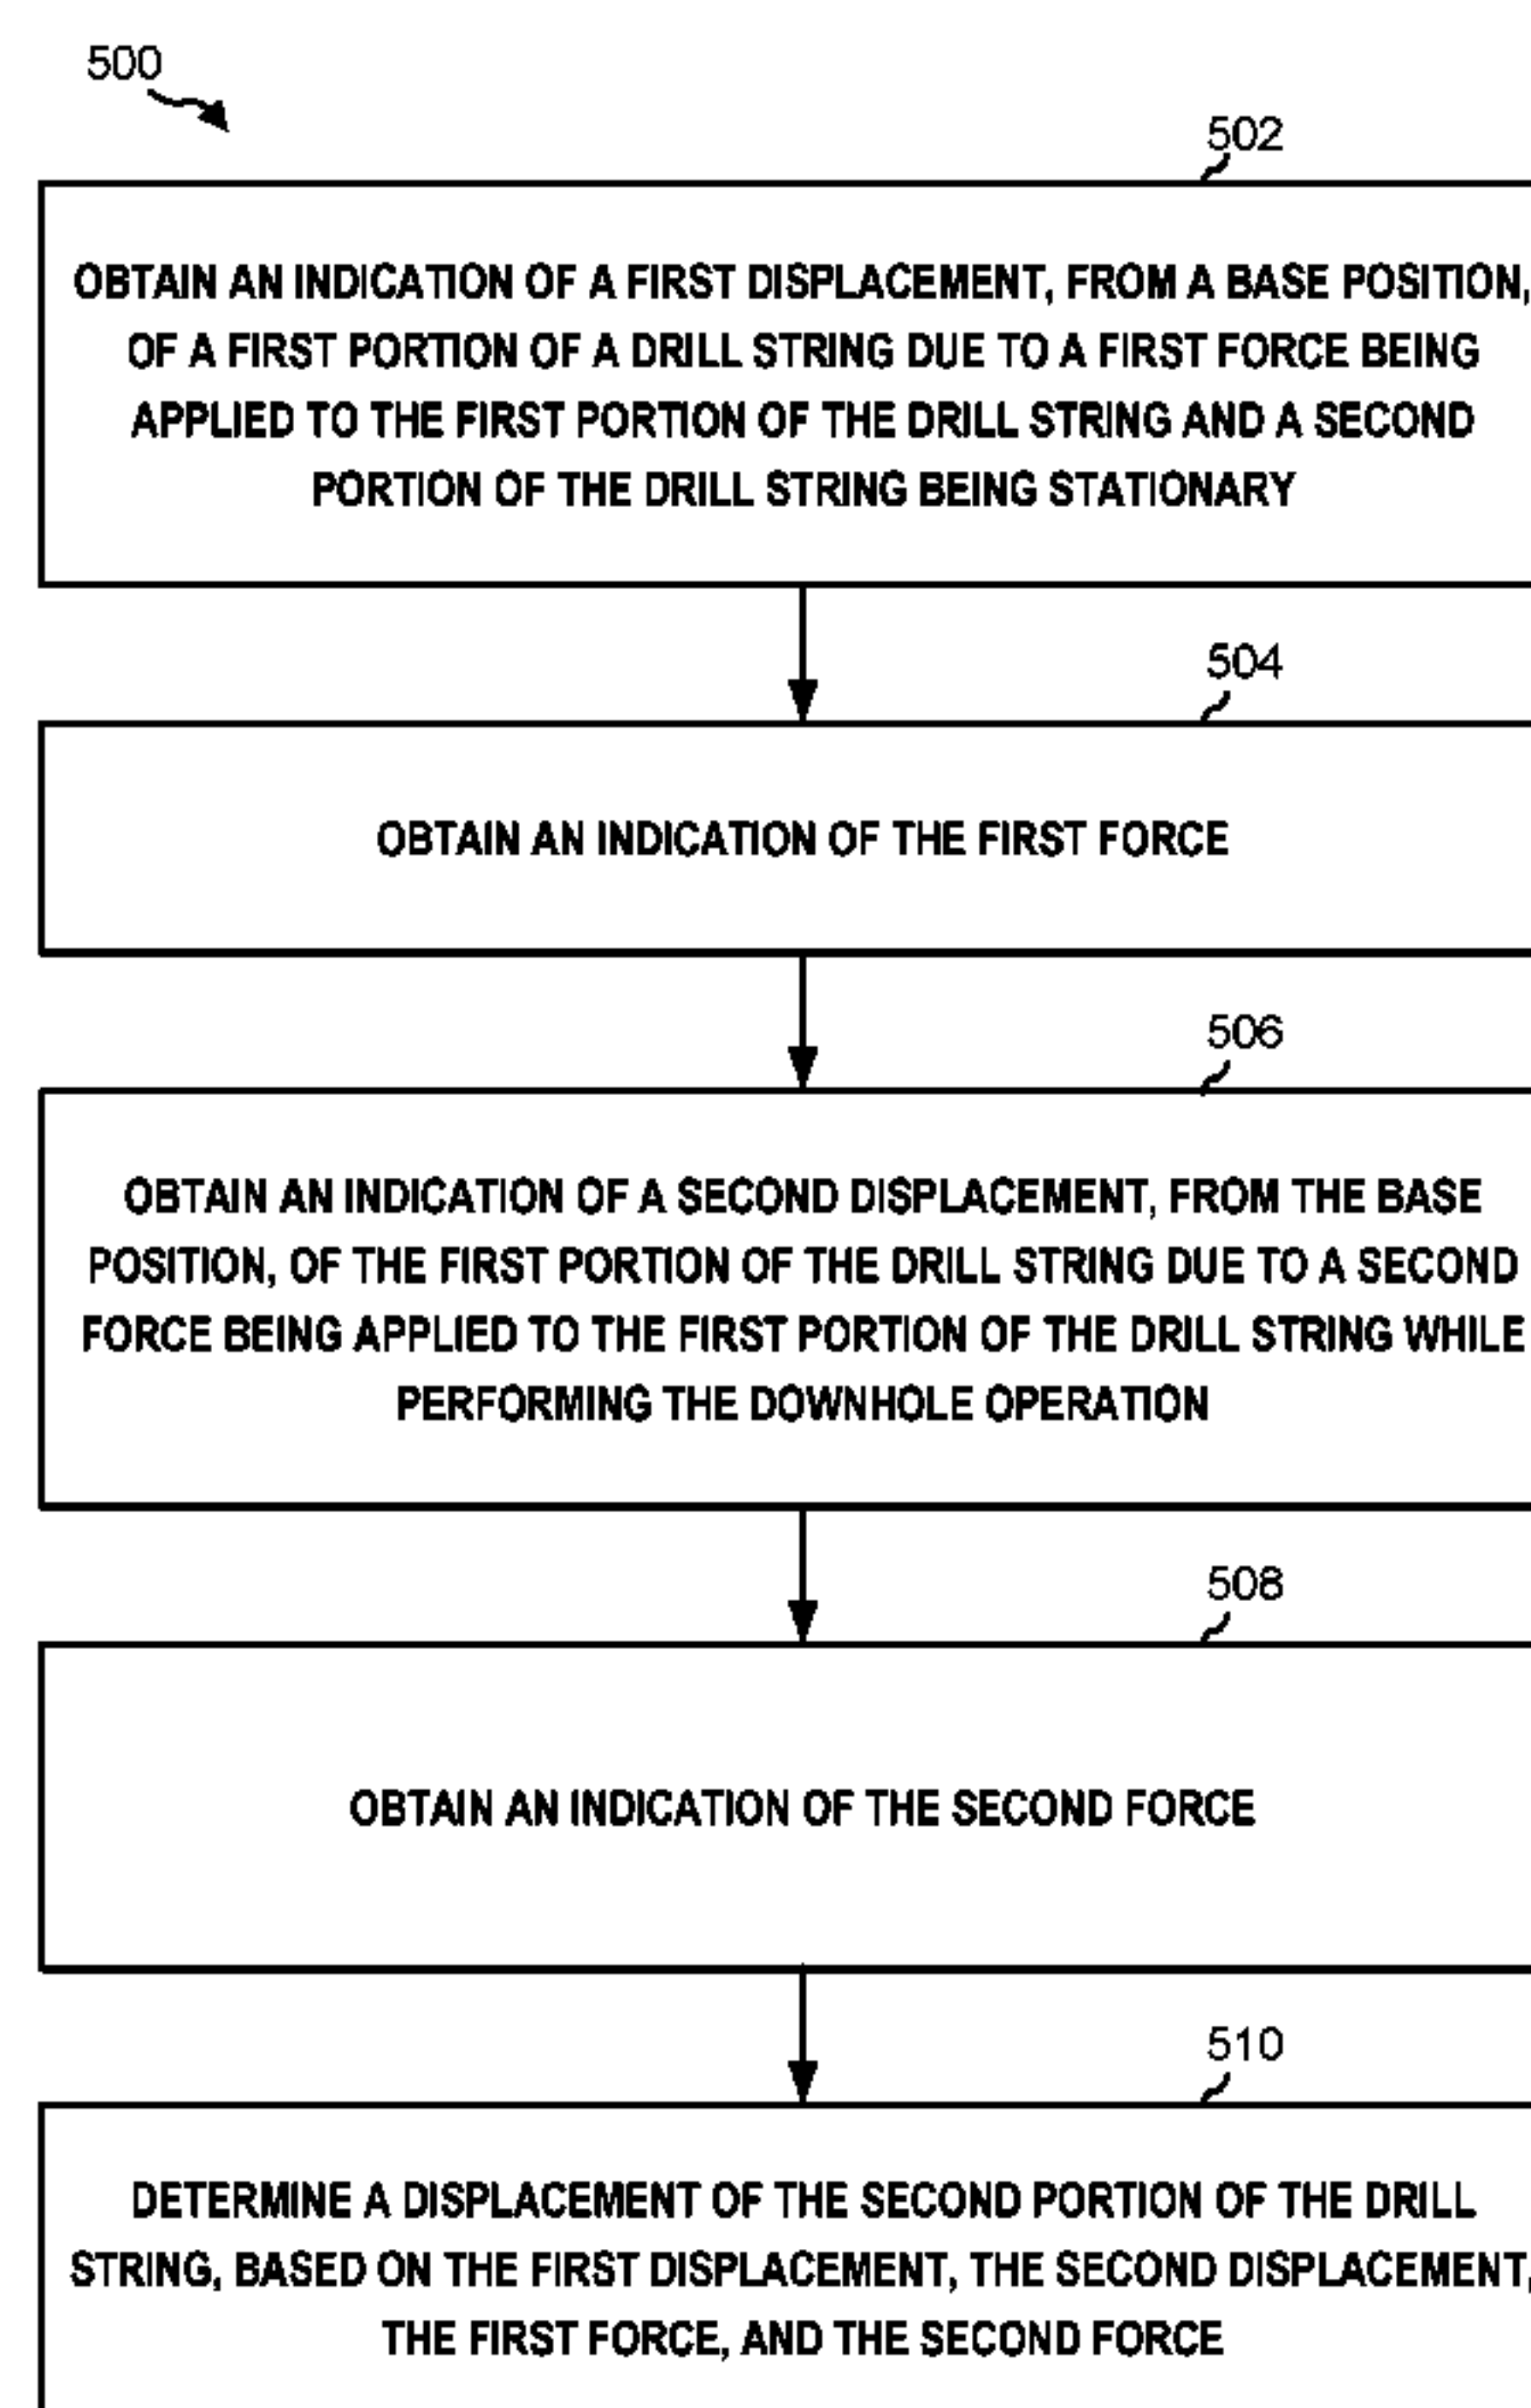 500
502
OBTAIN AN INDICATION OF A FIRST DISPLACEMENT, FROM A BASE POSITION,
OF A FIRST PORTION OF A DRILL STRING DUE TO A FIRST FORCE BEING
APPLIED TO THE FIRST PORTION OF THE DRILL STRING AND A SECOND
PORTION OF THE DRILL STRING BEING STATIONARY
504
OBTAIN AN INDICATION OF THE FIRST FORCE
506
OBTAIN AN INDICATION OF A SECOND DISPLACEMENT, FROM THE BASE
POSITION, OF THE FIRST PORTION OF THE DRILL STRING DUE TO A SECOND
FORCE BEING APPLIED TO THE FIRST PORTION OF THE DRILL STRING WHILE
PERFORMING THE DOWNHOLE OPERATION
508
OBTAIN AN INDICATION OF THE SECOND FORCE
510
DETERMINE A DISPLACEMENT OF THE SECOND PORTION OF THE DRILL
STRING, BASED ON THE FIRST DISPLACEMENT, THE SECOND DISPLACEMENT,
THE FIRST FORCE, AND THE SECOND FORCE